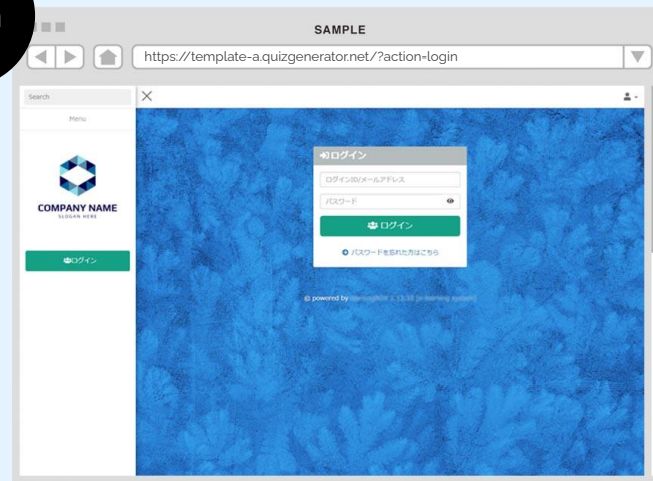 SAMPLE
https://template-a.quizgenerator.net/?action=login
Search
Menu
COMPANY NAME
SLOGAN HERE
ログイン
ログイン
ログインID/メールアドレス
パスワード
ログイン
パスワードを忘れた方はこちら
powered by